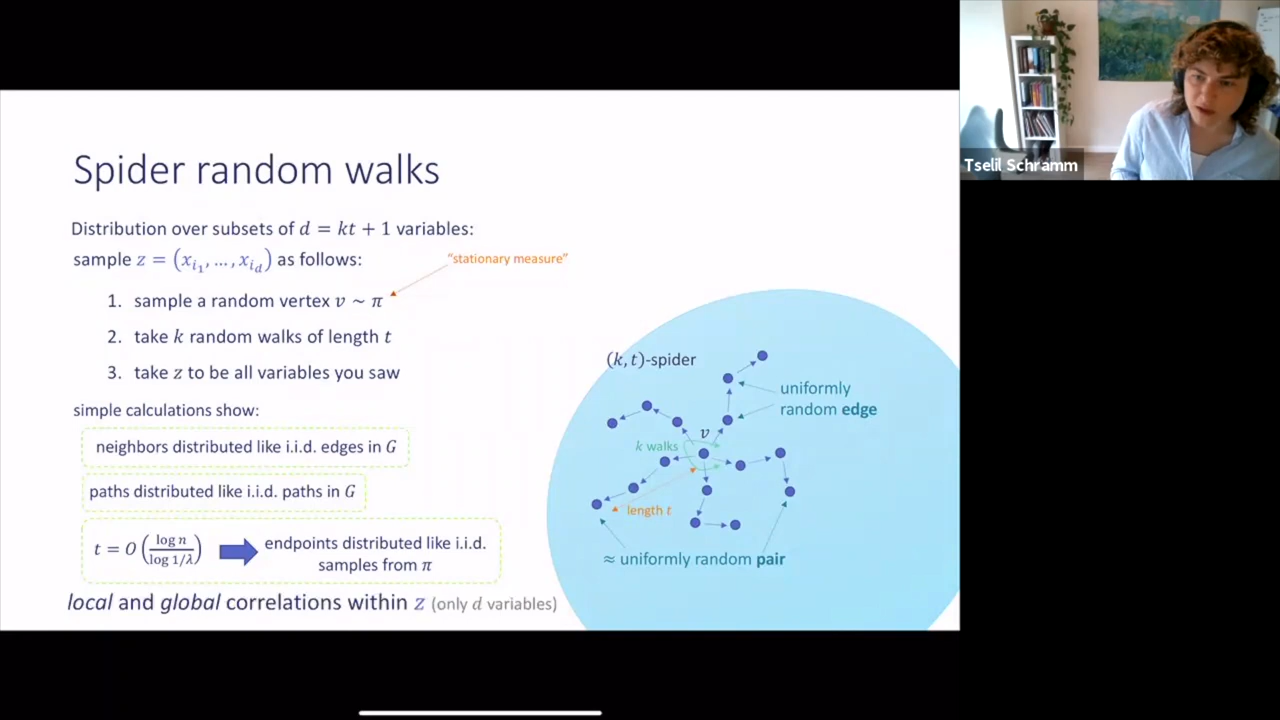 Spider random walks
Distribution over subsets of d = kt + 1 variables:
sample z = (x_{i_1}, … , x_{i_d}) as follows:
"stationary measure"
1. sample a random vertex v ~ π
2. take k random walks of length t
3. take z to be all variables you saw
simple calculations show:
neighbors distributed like i.i.d. edges in G
paths distributed like i.i.d. paths in G
t = O(log n / log 1/λ)
endpoints distributed like i.i.d.
samples from π
local and global correlations within z (only d variables)
(k, t)-spider
uniformly
random edge
v
k walks
length t
≈ uniformly random pair
Tselil Schramm